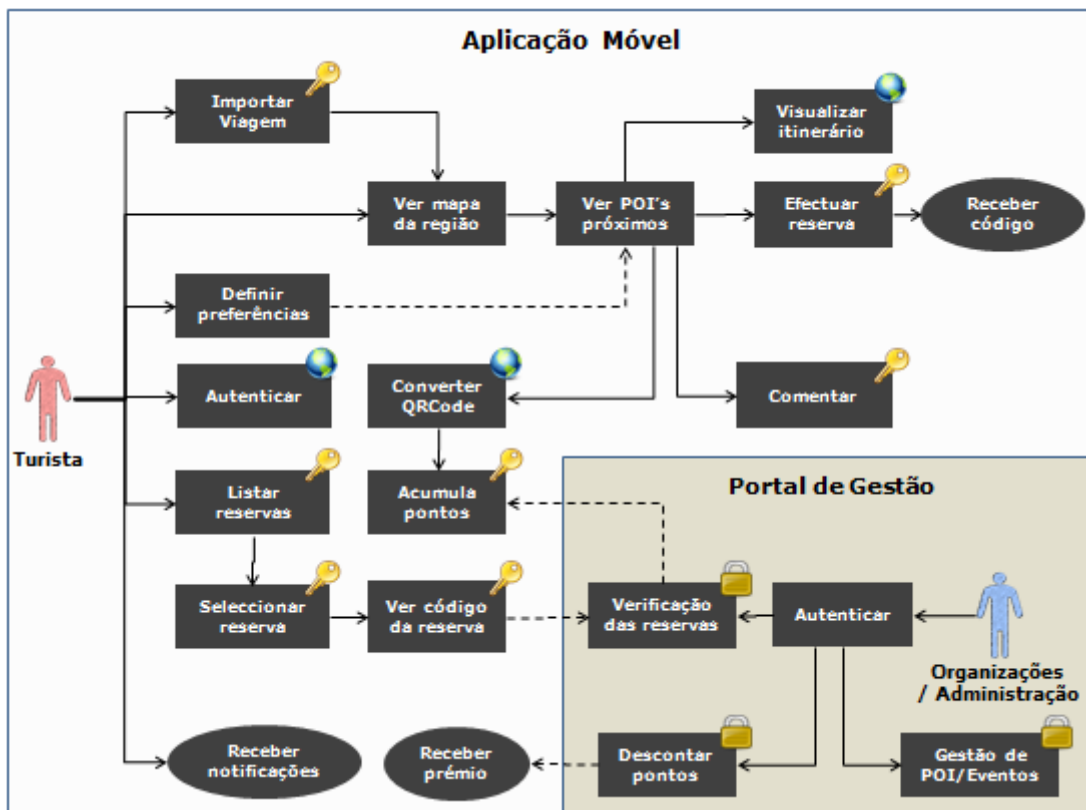 Aplicação Móvel
Importar
Viagem
Visualizar
itinerário
Ver mapa
da região
Ver POI's
próximos
Efectuar
reserva
Receber
código
Definir
preferências
Autenticar
Converter
QRCode
Comentar
Turista
Listar
reservas
Acumula
pontos
Portal de Gestão
Seleccionar
reserva
Ver código
da reserva
Verificação
das reservas
Autenticar
Organizações
/ Administração
Receber
notificações
Receber
prémio
Descontar
pontos
Gestão de
POI/Eventos